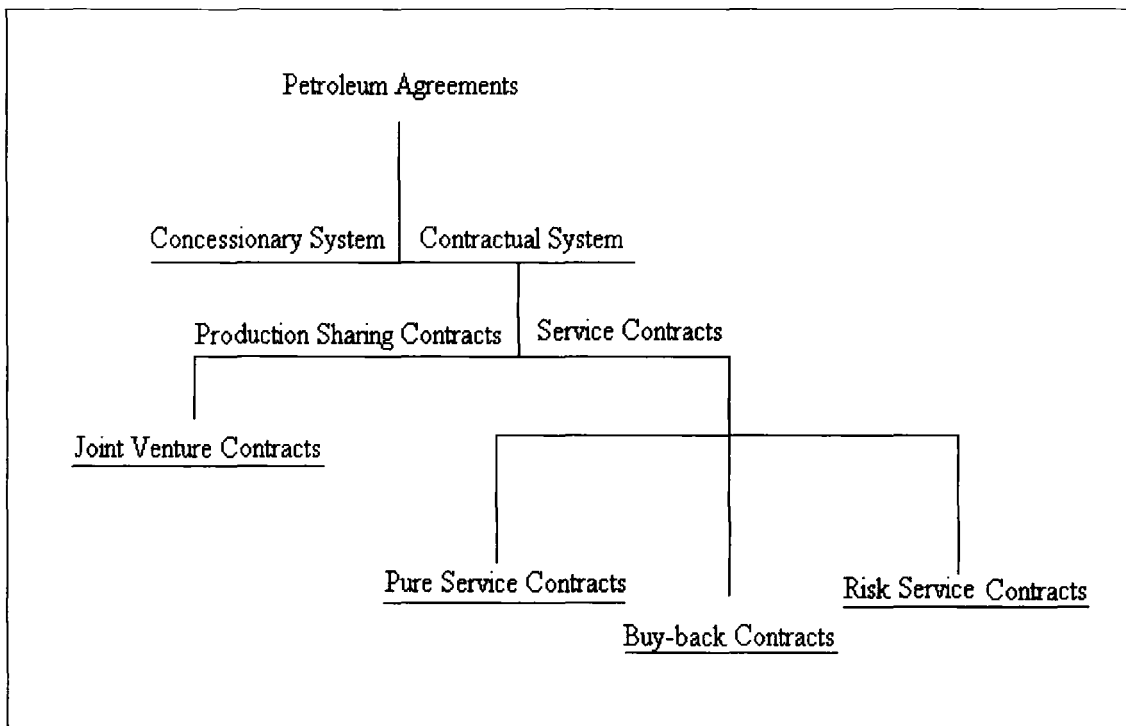 Petroleum Agreements
Concessionary System
Contractual System
Production Sharing Contracts
Service Contracts
Joint Venture Contracts
Pure Service Contracts
Risk Service Contracts
Buy-back Contracts